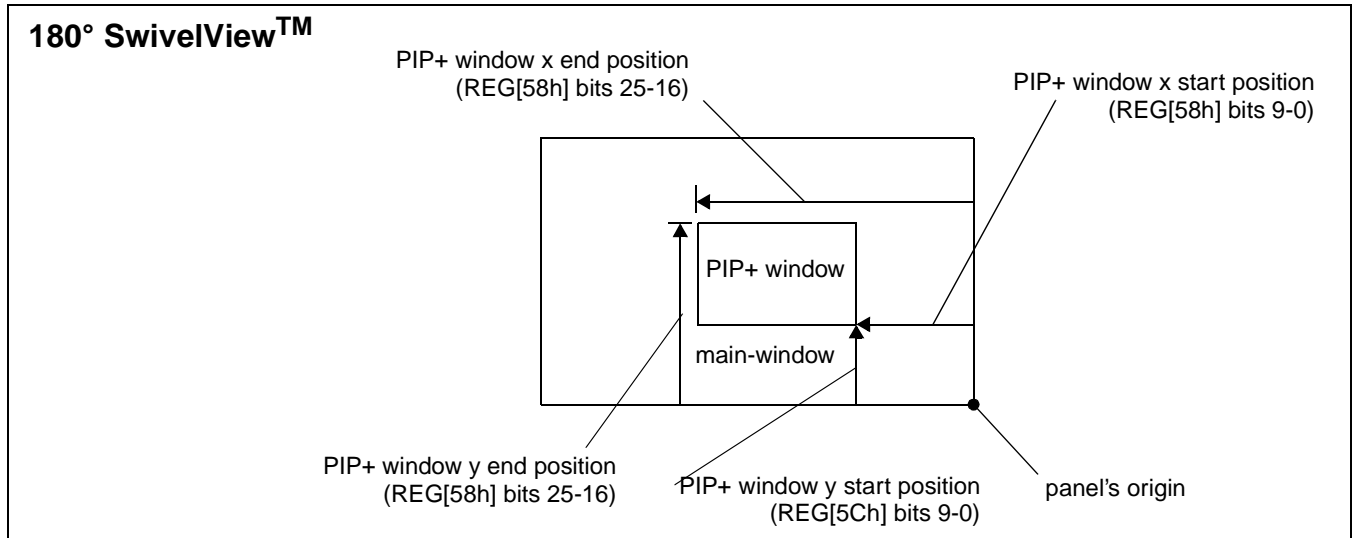 180° SwivelView™
PIP+ window x end position
(REG[58h] bits 25-16)
PIP+ window x start position
(REG[58h] bits 9-0)
PIP+ window
main-window
PIP+ window y end position
(REG[58h] bits 25-16)
PIP+ window y start position
(REG[5Ch] bits 9-0)
panel's origin